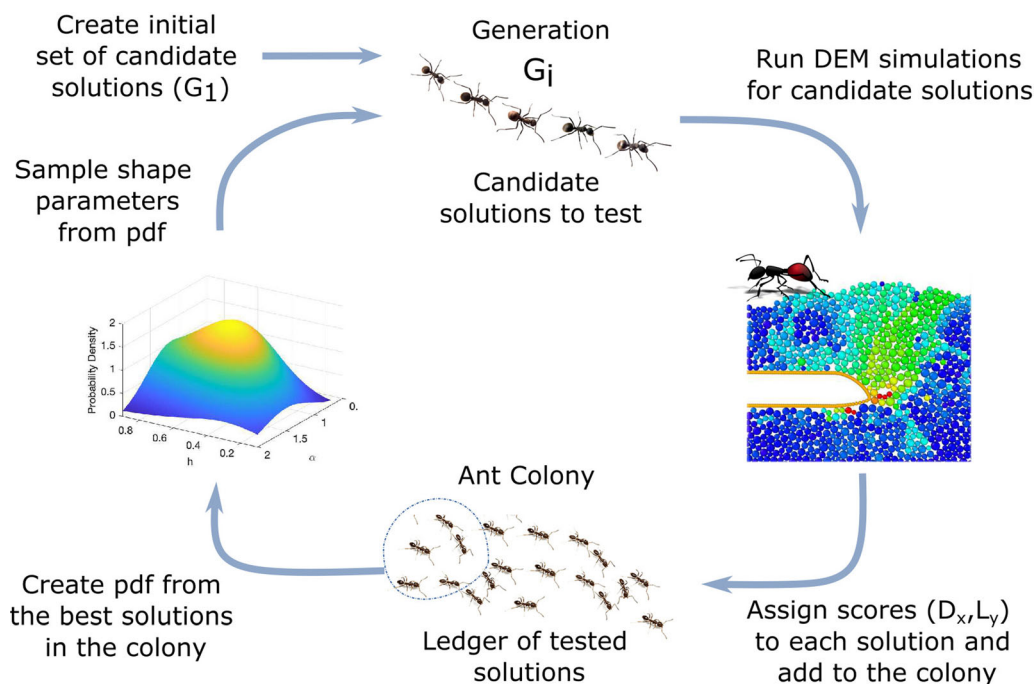 Create initial
set of candidate
solutions (G1)
Generation
Gi
Candidate
solutions to test
Run DEM simulations
for candidate solutions
Assign scores (Dx,Ly)
to each solution and
add to the colony
Ant Colony
Ledger of tested
solutions
Create pdf from
the best solutions
in the colony
Sample shape
parameters
from pdf
Probability Density
2
1.5
1
0.5
0
0.8
0.6
0.4
0.2
h
2
1.5
1
0.
α